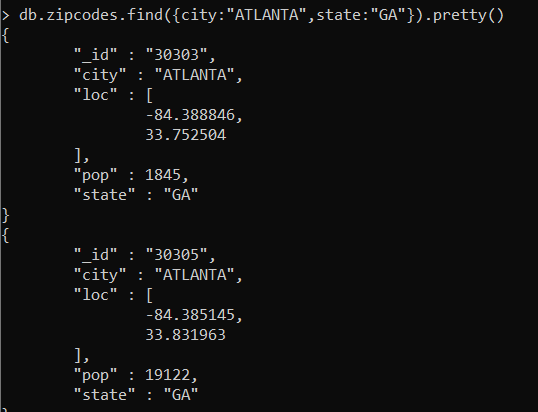 > db.zipcodes.find({city:"ATLANTA",state:"GA"}).pretty()
{
        "_id" : "30303",
        "city" : "ATLANTA",
        "loc" : [
                -84.388846,
                33.752504
        ],
        "pop" : 1845,
        "state" : "GA"
}
{
        "_id" : "30305",
        "city" : "ATLANTA",
        "loc" : [
                -84.385145,
                33.831963
        ],
        "pop" : 19122,
        "state" : "GA"
}